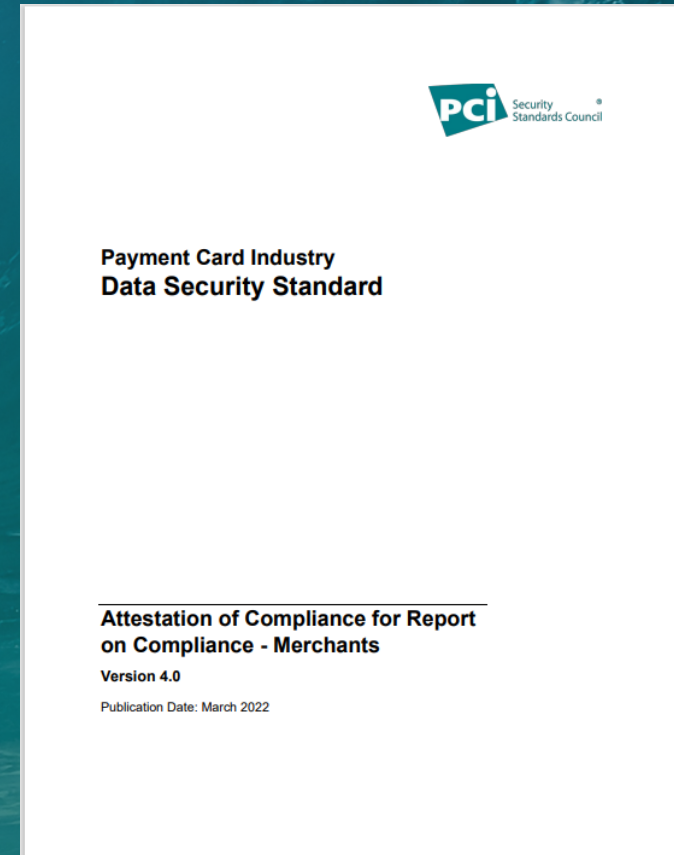 PCI Security ®
Standards Council
Payment Card Industry
Data Security Standard
Attestation of Compliance for Report
on Compliance - Merchants
Version 4.0
Publication Date: March 2022